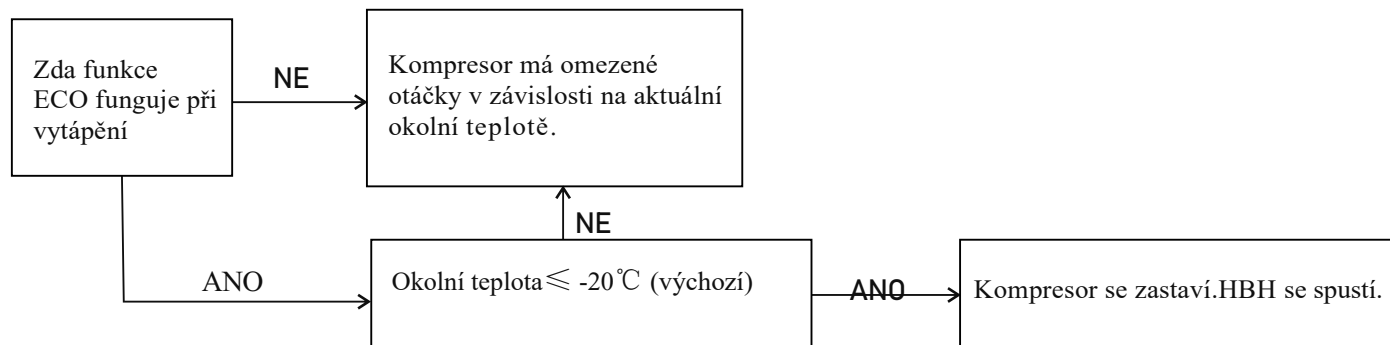 Zda funkce
ECO funguje při
vytápění
NE
Kompresor má omezené
otáčky v závislosti na aktuální
okolní teplotě.
NE
ANO
Okolní teplota≤ -20℃ (výchozí)
ANO
Kompresor se zastaví.HBH se spustí.